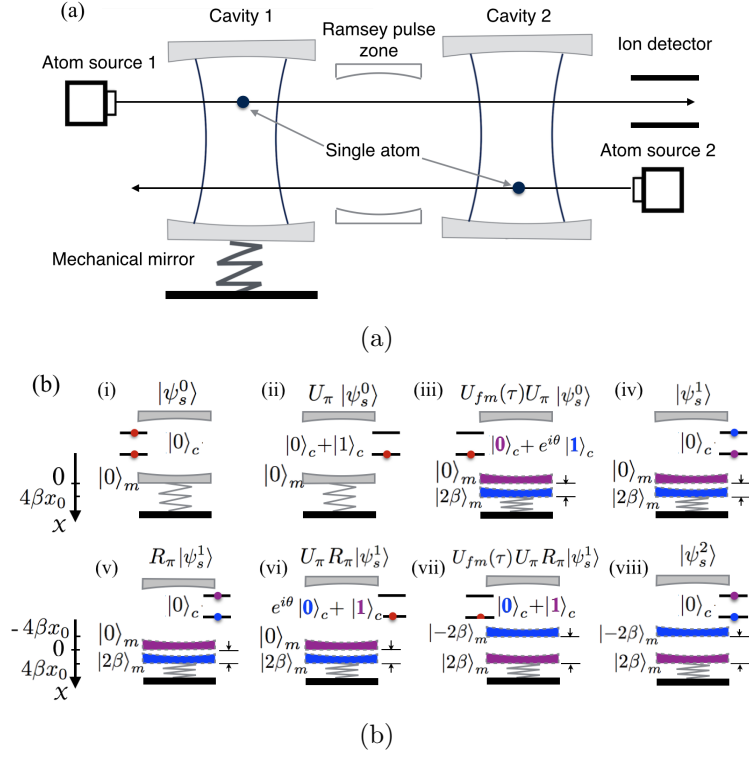 (a)
Cavity 1
Ramsey pulse
zone
Cavity 2
Atom source 1
Ion detector
Single atom
Atom source 2
Mechanical mirror
(a)
(b)
(i) |ψ_s^0⟩
|0⟩_c
|0⟩_m
(ii) U_π |ψ_s^0⟩
|0⟩_c+|1⟩_c
|0⟩_m
(iii) U_{fm}(τ)U_π |ψ_s^0⟩
|0⟩_c + e^{iθ} |1⟩_c
|0⟩_m
|2β⟩_m
(iv) |ψ_s^1⟩
|0⟩_c
|0⟩_m
|2β⟩_m
0
4βx_0
x
(v) R_π|ψ_s^1⟩
|0⟩_c
|0⟩_m
|2β⟩_m
(vi) U_π R_π|ψ_s^1⟩
e^{iθ} |0⟩_c + |1⟩_c
|0⟩_m
|2β⟩_m
(vii) U_{fm}(τ)U_π R_π|ψ_s^1⟩
|0⟩_c+|1⟩_c
|-2β⟩_m
|2β⟩_m
(viii) |ψ_s^2⟩
|0⟩_c
|-2β⟩_m
|2β⟩_m
-4βx_0
0
4βx_0
x
(b)